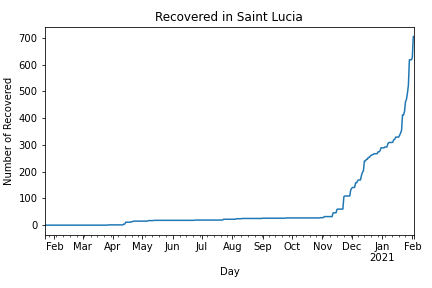 Recovered in Saint Lucia
700
600
500
400
300
200
100
0
Number of Recovered
Feb Mar Apr May Jun Jul Aug Sep Oct Nov Dec Jan Feb
2021
Day